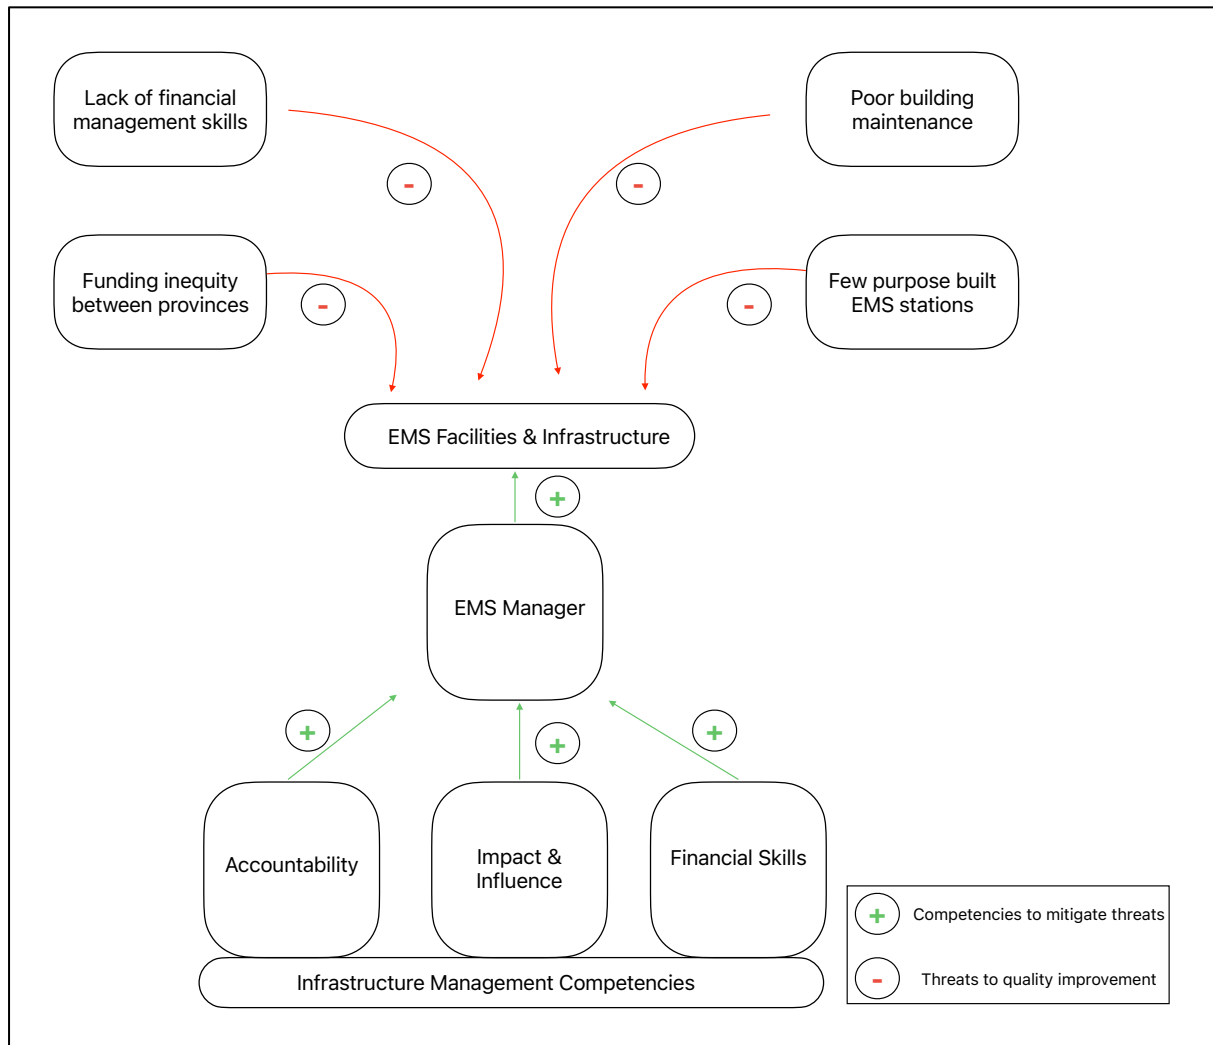 Lack of financial
management skills
Poor building
maintenance
-
-
Funding inequity
between provinces
-
Few purpose built
EMS stations
-
EMS Facilities & Infrastructure
+
EMS Manager
+
+
+
Accountability
Impact &
Influence
Financial Skills
Infrastructure Management Competencies
+ Competencies to mitigate threats
- Threats to quality improvement